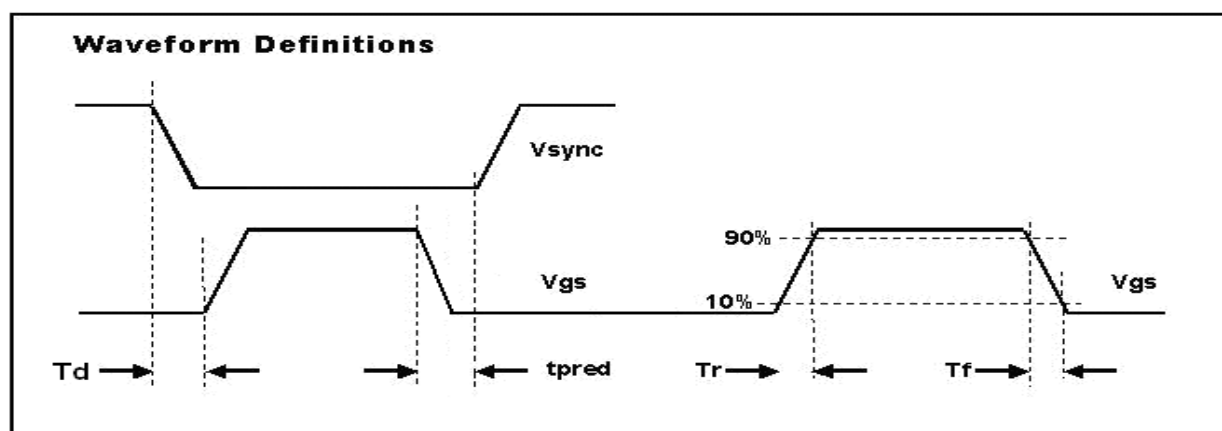 Waveform Definitions
Vsync
90%
Vgs
10%
Vgs
Td
tpred
Tr
Tf